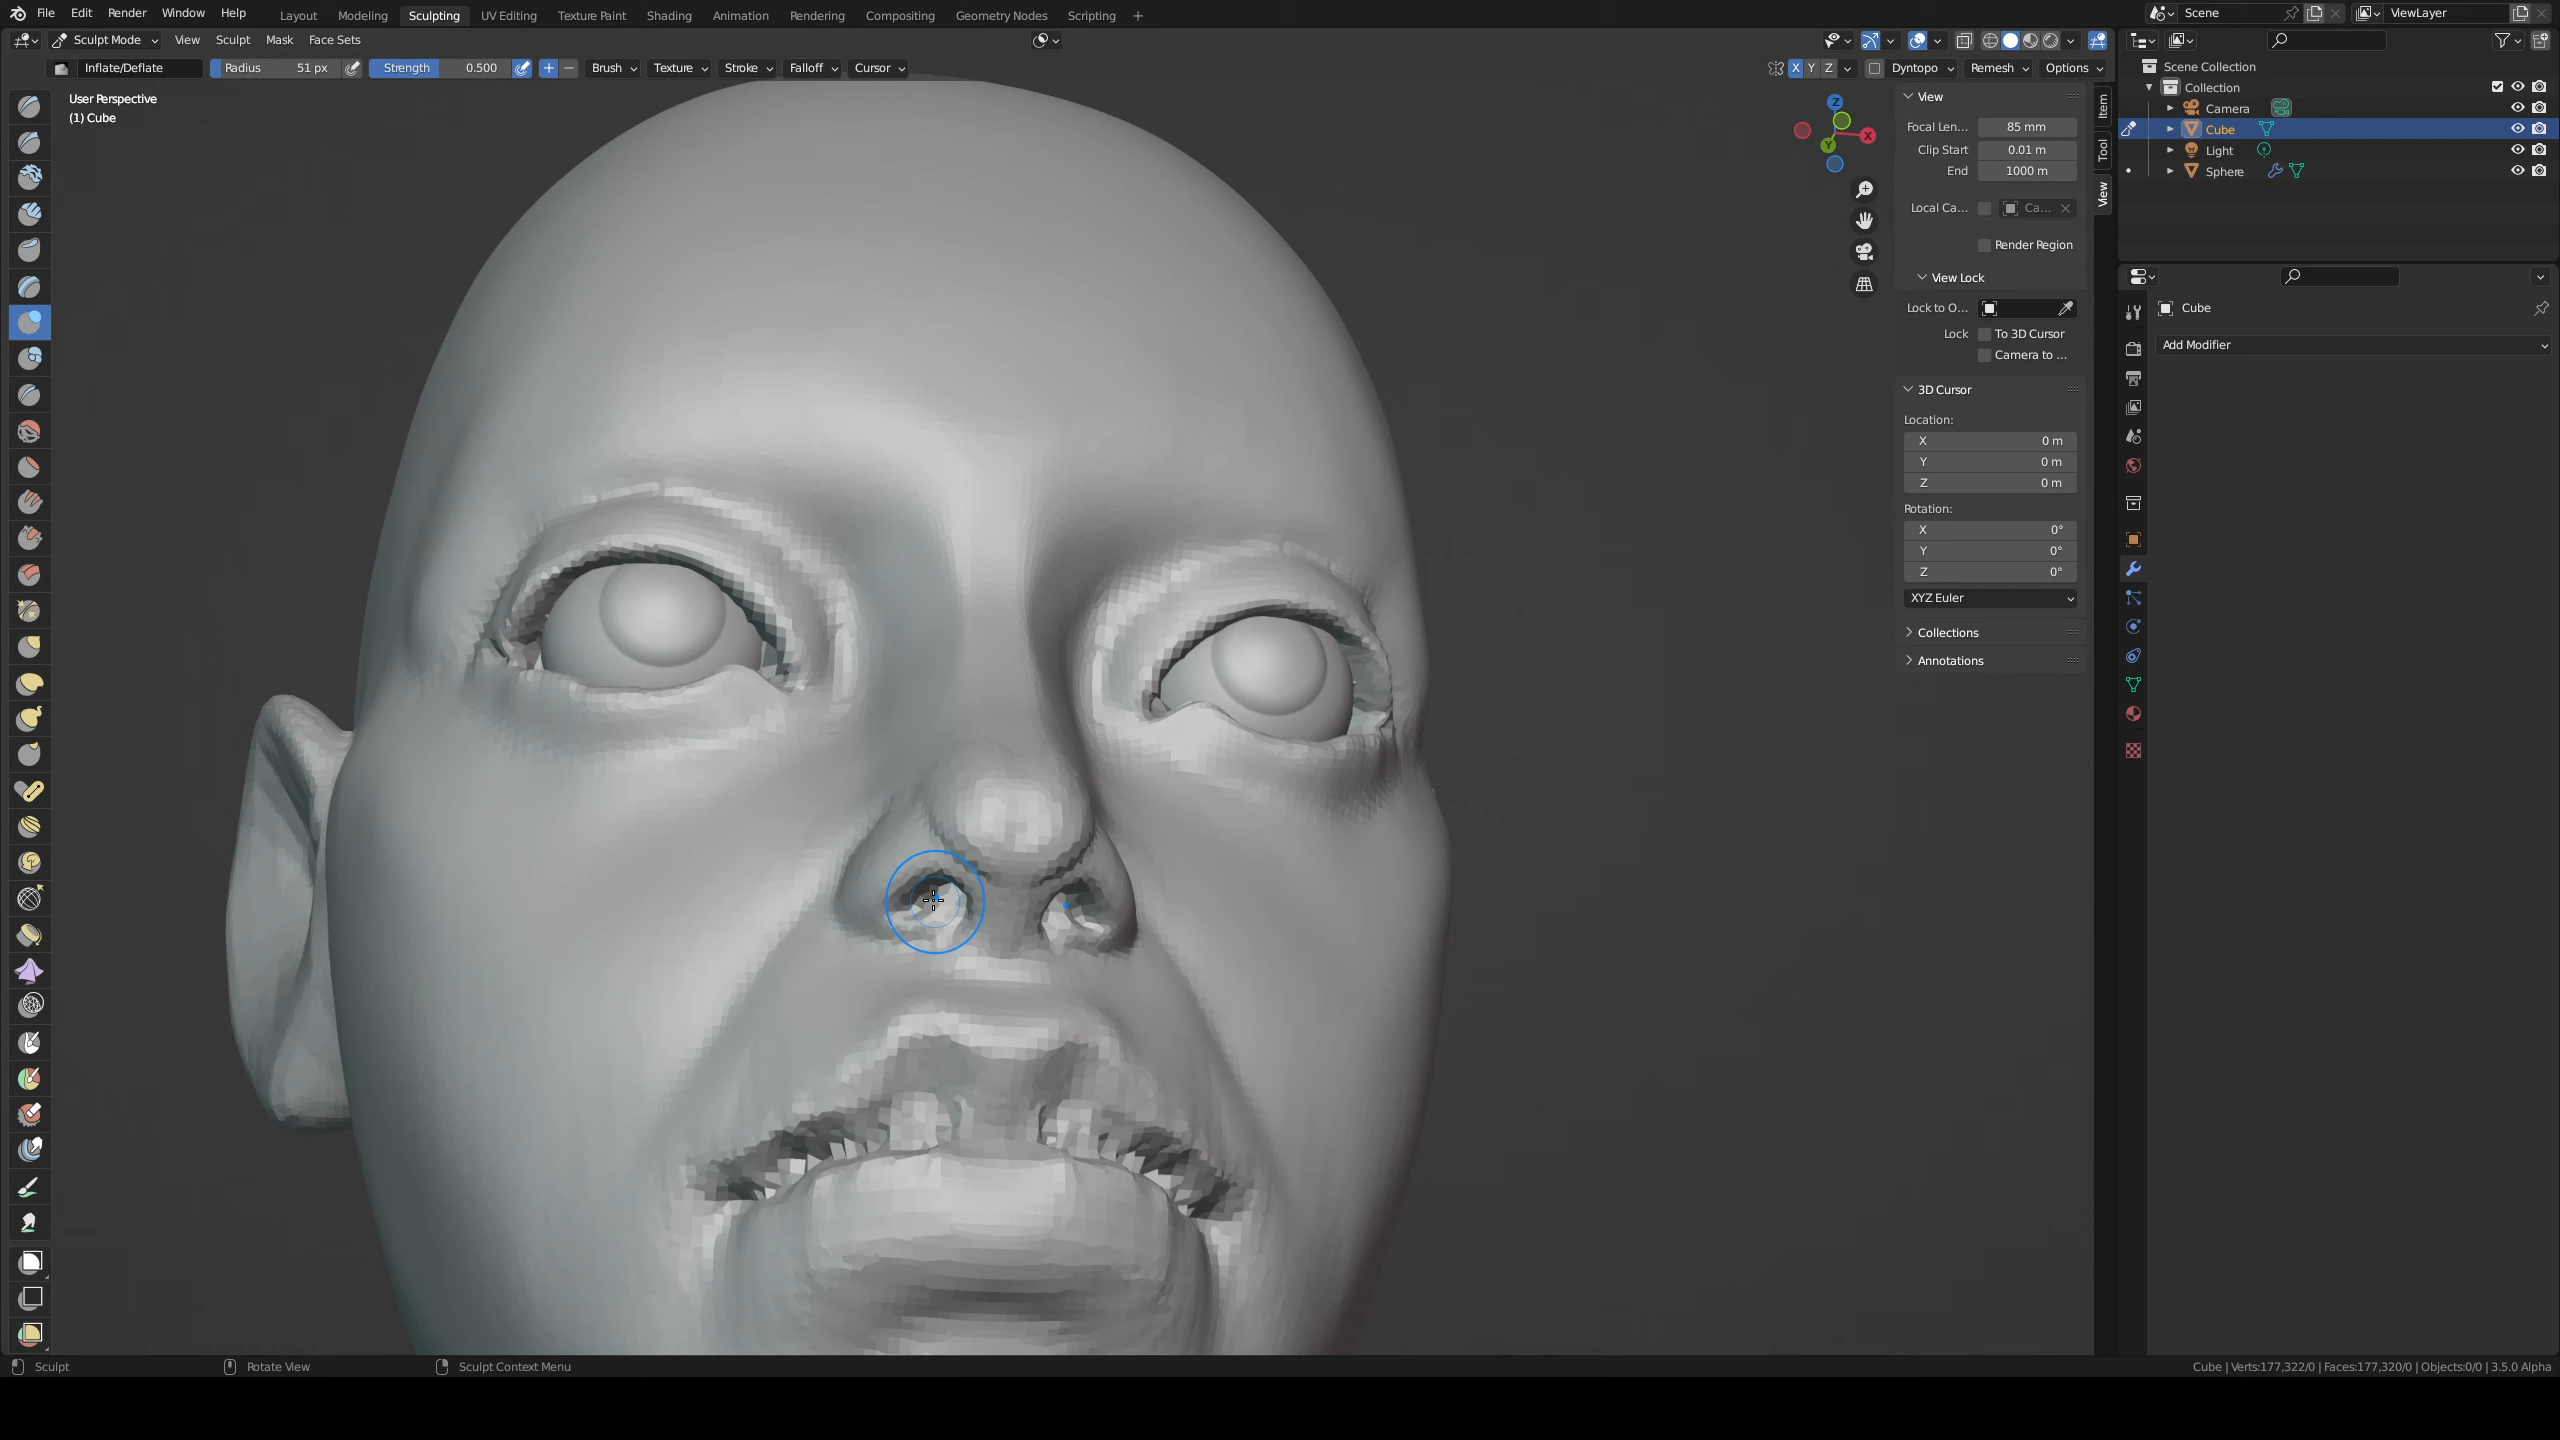 File Edit Render Window Help Layout Modeling Sculpting UV Editing Texture Paint Shading Animation Rendering Compositing Geometry Nodes Scripting + Scene ViewLayer
Sculpt Mode View Sculpt Mask Face Sets
Inflate/Deflate Radius 51 px Strength 0.500 Brush Texture Stroke Falloff Cursor X Y Z Dyntopo Remesh Options
User Perspective
(1) Cube
Z
X
Y
View
Focal Len... 85 mm
Clip Start 0.01 m
End 1000 m
Local Ca... Ca...
Render Region
View Lock
Lock to O...
Lock To 3D Cursor
Camera to ...
3D Cursor
Location:
X 0 m
Y 0 m
Z 0 m
Rotation:
X 0°
Y 0°
Z 0°
XYZ Euler
Collections
Annotations
Item
Tool
View
Scene Collection
Collection
Camera
Cube
Light
Sphere
Cube
Add Modifier
Sculpt Rotate View Sculpt Context Menu Cube | Verts:177,322/0 | Faces:177,320/0 | Objects:0/0 | 3.5.0 Alpha